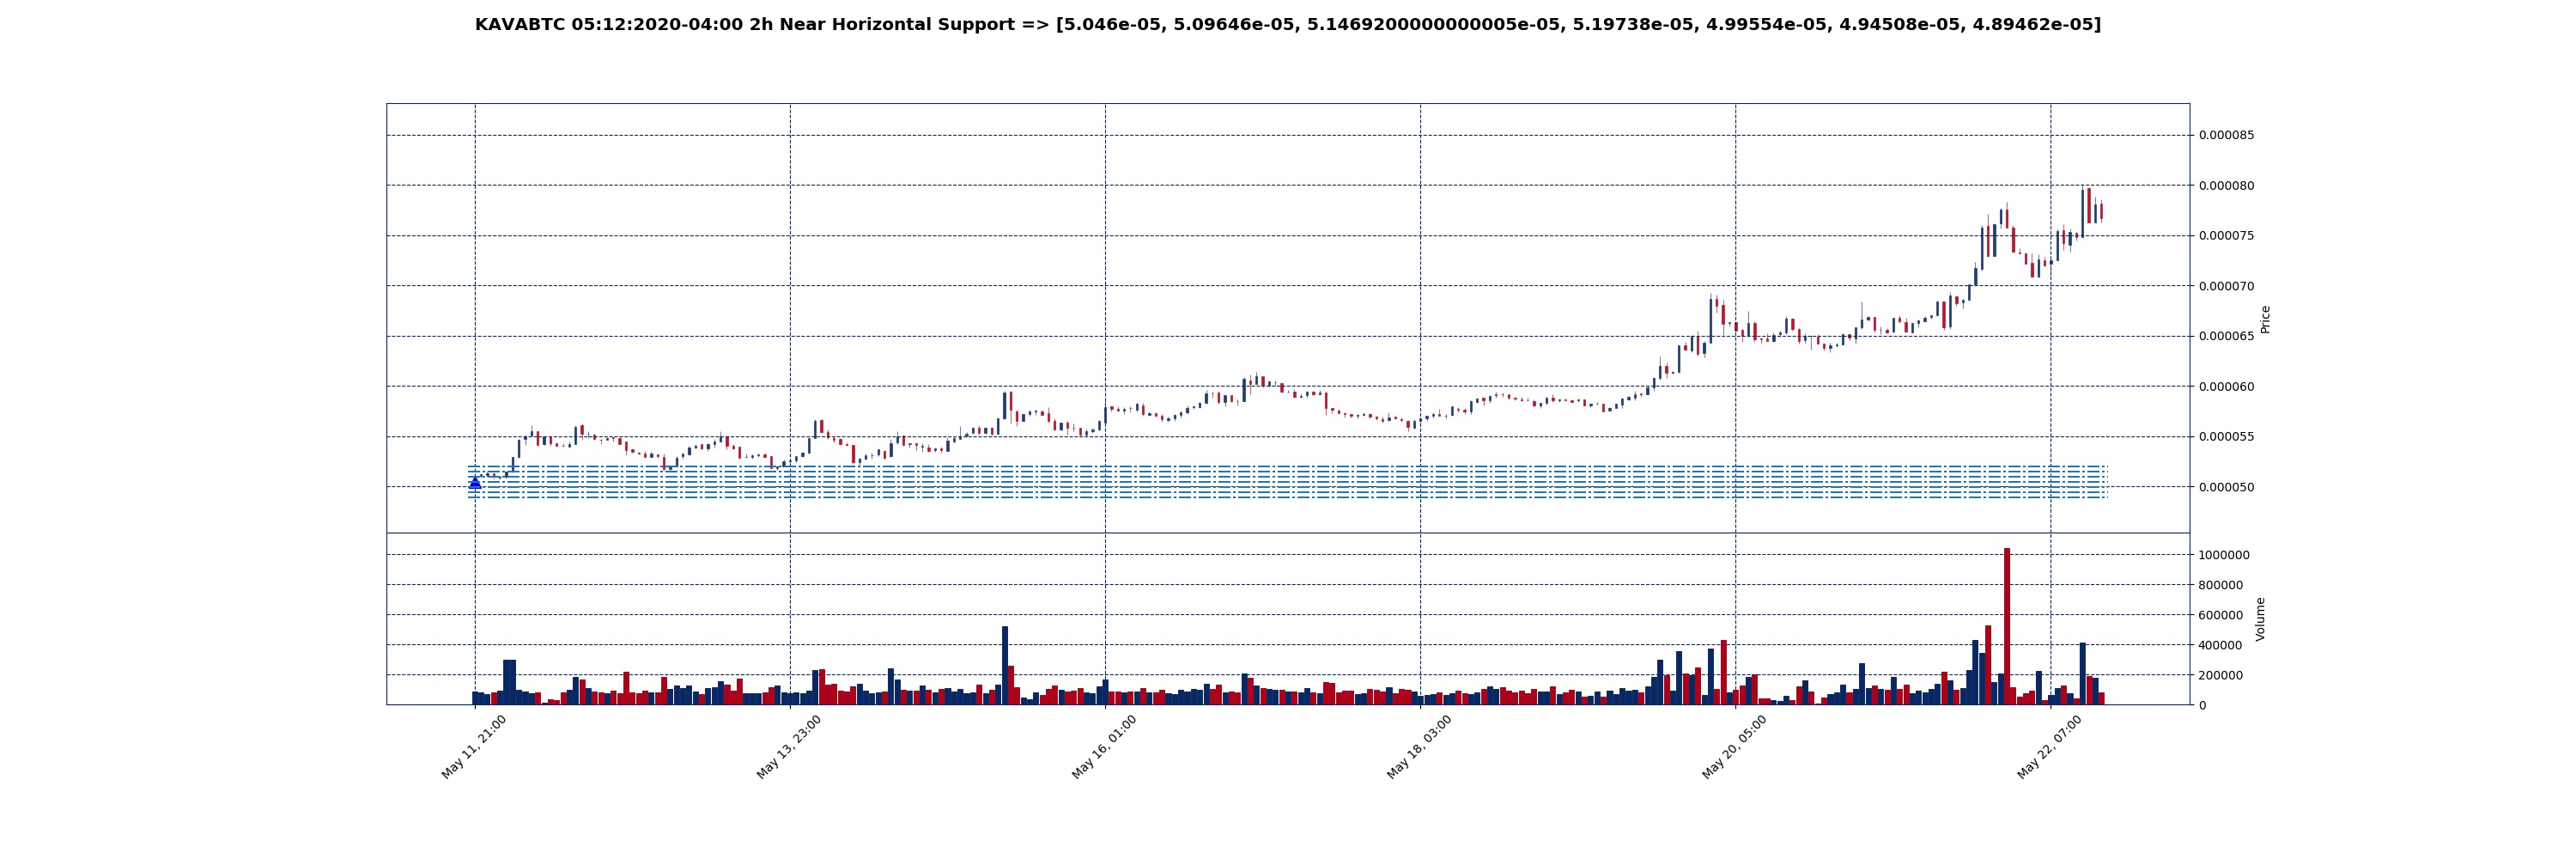 KAVABTC 05:12:2020-04:00 2h Near Horizontal Support => [5.046e-05, 5.09646e-05, 5.1469200000000005e-05, 5.19738e-05, 4.99554e-05, 4.94508e-05, 4.89462e-05]
0.000085
0.000080
0.000075
0.000070
0.000065
0.000060
0.000055
0.000050
Price
1000000
800000
600000
400000
200000
0
Volume
May 11, 21:00
May 13, 23:00
May 16, 01:00
May 18, 03:00
May 20, 05:00
May 22, 07:00